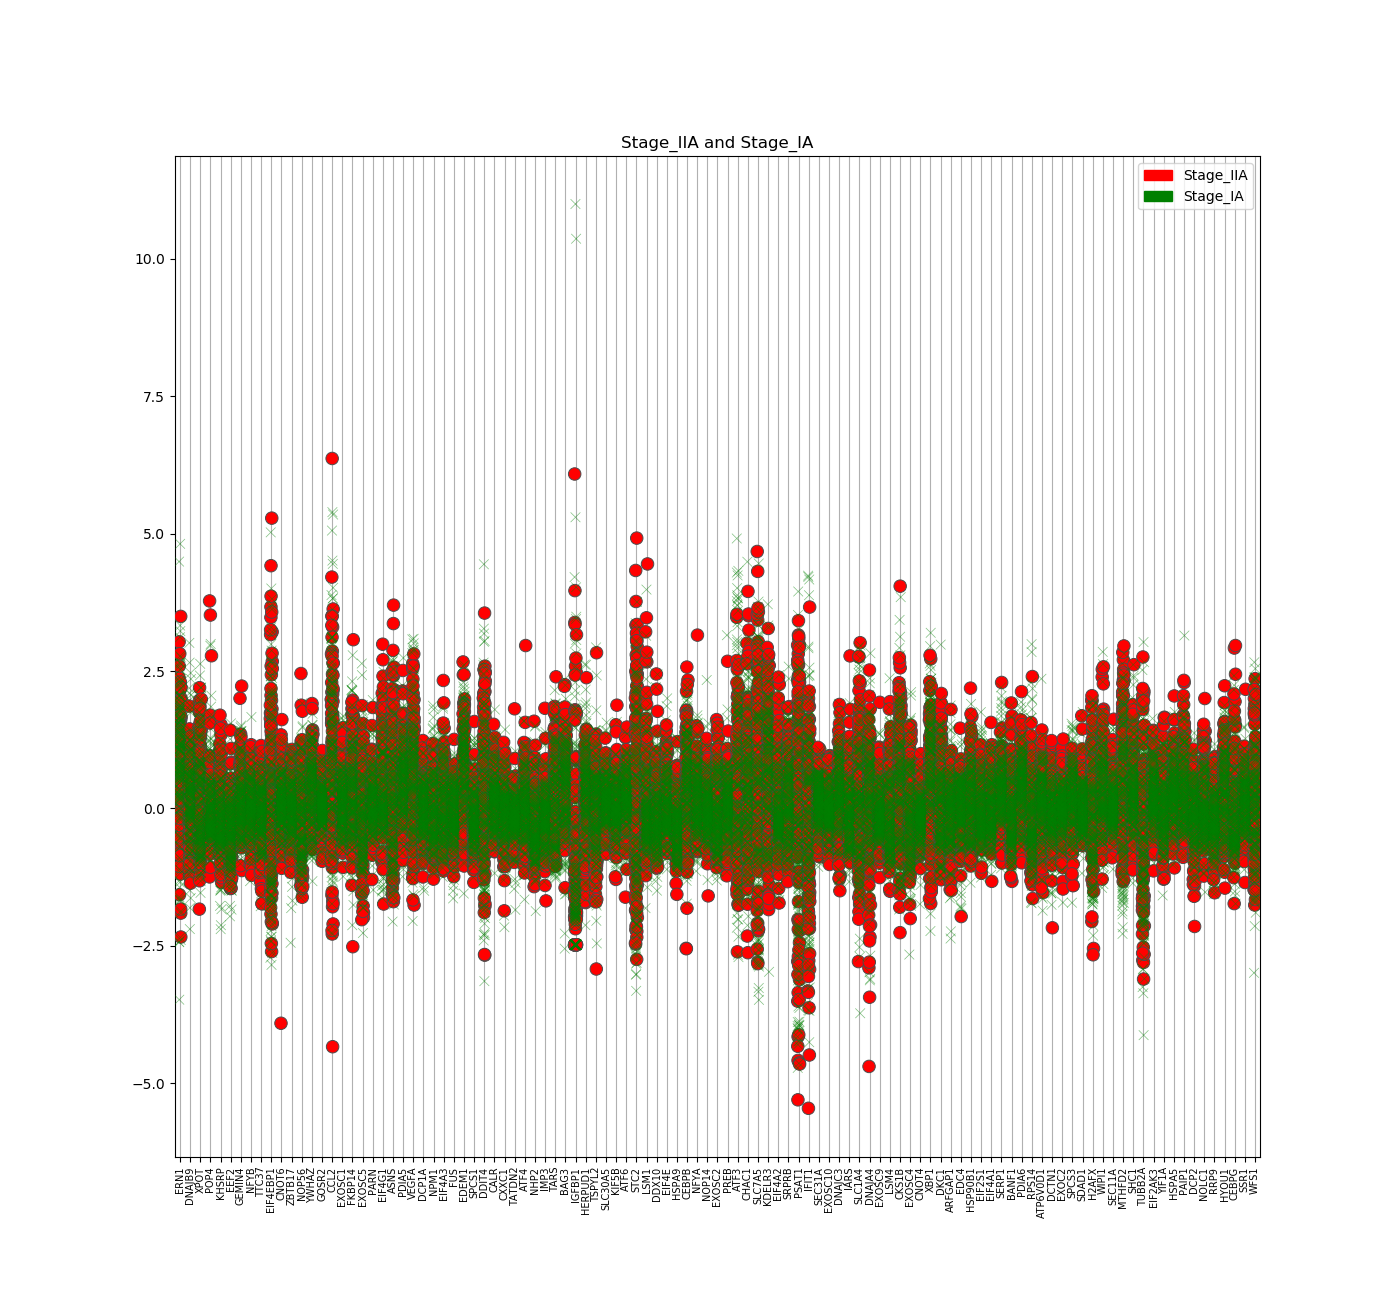 Stage_IIA and Stage_IA
Stage_IIA
Stage_IA
10.0
7.5
5.0
2.5
0.0
−2.5
−5.0
ERN1
DNAJB9
XPOT
POP4
KHSRP
EEF2
GEMIN4
NFYB
TTC37
EIF4EBP1
CNOT6
ZBTB17
NOP56
YWHAZ
GOSR2
CCL2
EXOSC1
FKBP14
EXOSC5
PARN
EIF4G1
ASNS
PDIA5
VEGFA
DCP1A
NPM1
EIF4A3
FUS
EDEM1
SPCS1
DDIT4
CALR
CXXC1
TATDN2
ATF4
NHP2
IMP3
TARS
BAG3
IGFBP1
HERPUD1
TSPYL2
SLC30A5
KIF5B
ATF6
STC2
LSM1
DDX10
EIF4E
HSPA9
CEBPB
NFYA
NOP14
EXOSC2
PREB
ATF3
CHAC1
SLC7A5
KDELR3
EIF4A2
SRPRB
PSAT1
IFIT1
SEC31A
EXOSC10
DNAJC3
IARS
SLC1A4
DNAJA4
EXOSC9
LSM4
CKS1B
EXOSC4
CNOT4
XBP1
DKC1
ARFGAP1
EDC4
HSP90B1
EIF2S1
EIF4A1
SERP1
BANF1
PDIA6
RPS14
ATP6V0D1
DCTN1
EXOC2
SPCS3
SDAD1
H2AFX
WIPI1
SEC11A
MTHFD2
SHC1
TUBB2A
EIF2AK3
YIF1A
HSPA5
PAIP1
DCP2
NOLC1
RRP9
HYOU1
CEBPG
SSR1
WFS1